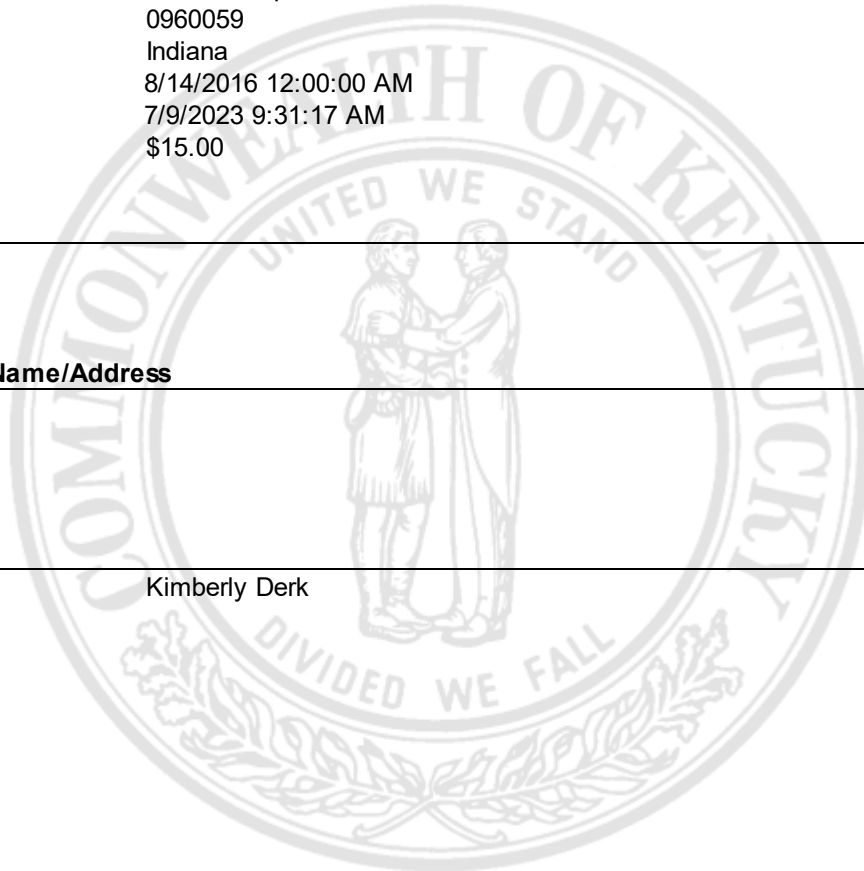 0960059
Indiana
8/14/2016 12:00:00 AM
7/9/2023 9:31:17 AM
$15.00
COMMONWEALTH OF KENTUCKY
UNITED WE STAND
Name/Address
Kimberly Derk
DIVIDED WE FALL